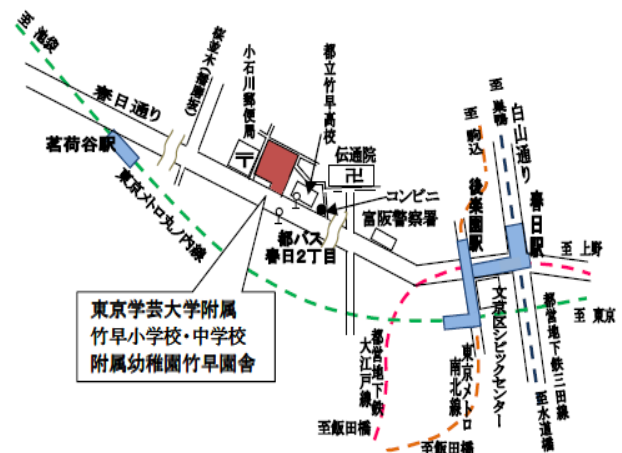 至 池袋
春日通り
桜並木(播磨坂)
小石川郵便局
都立竹早高校
伝通院
卍
〒
茗荷谷駅
東京メトロ丸ノ内線
コンビニ
富阪警察署
都バス
春日2丁目
至 駒込
後楽園駅
至 巣鴨
白山通り
春日駅
至 上野
至 東京
文京区シビックセンター
東京学芸大学附属
竹早小学校・中学校
附属幼稚園竹早園舎
都営地下鉄
大江戸線
至飯田橋
東京メトロ
南北線
至飯田橋
都営地下鉄三田線
至水道橋